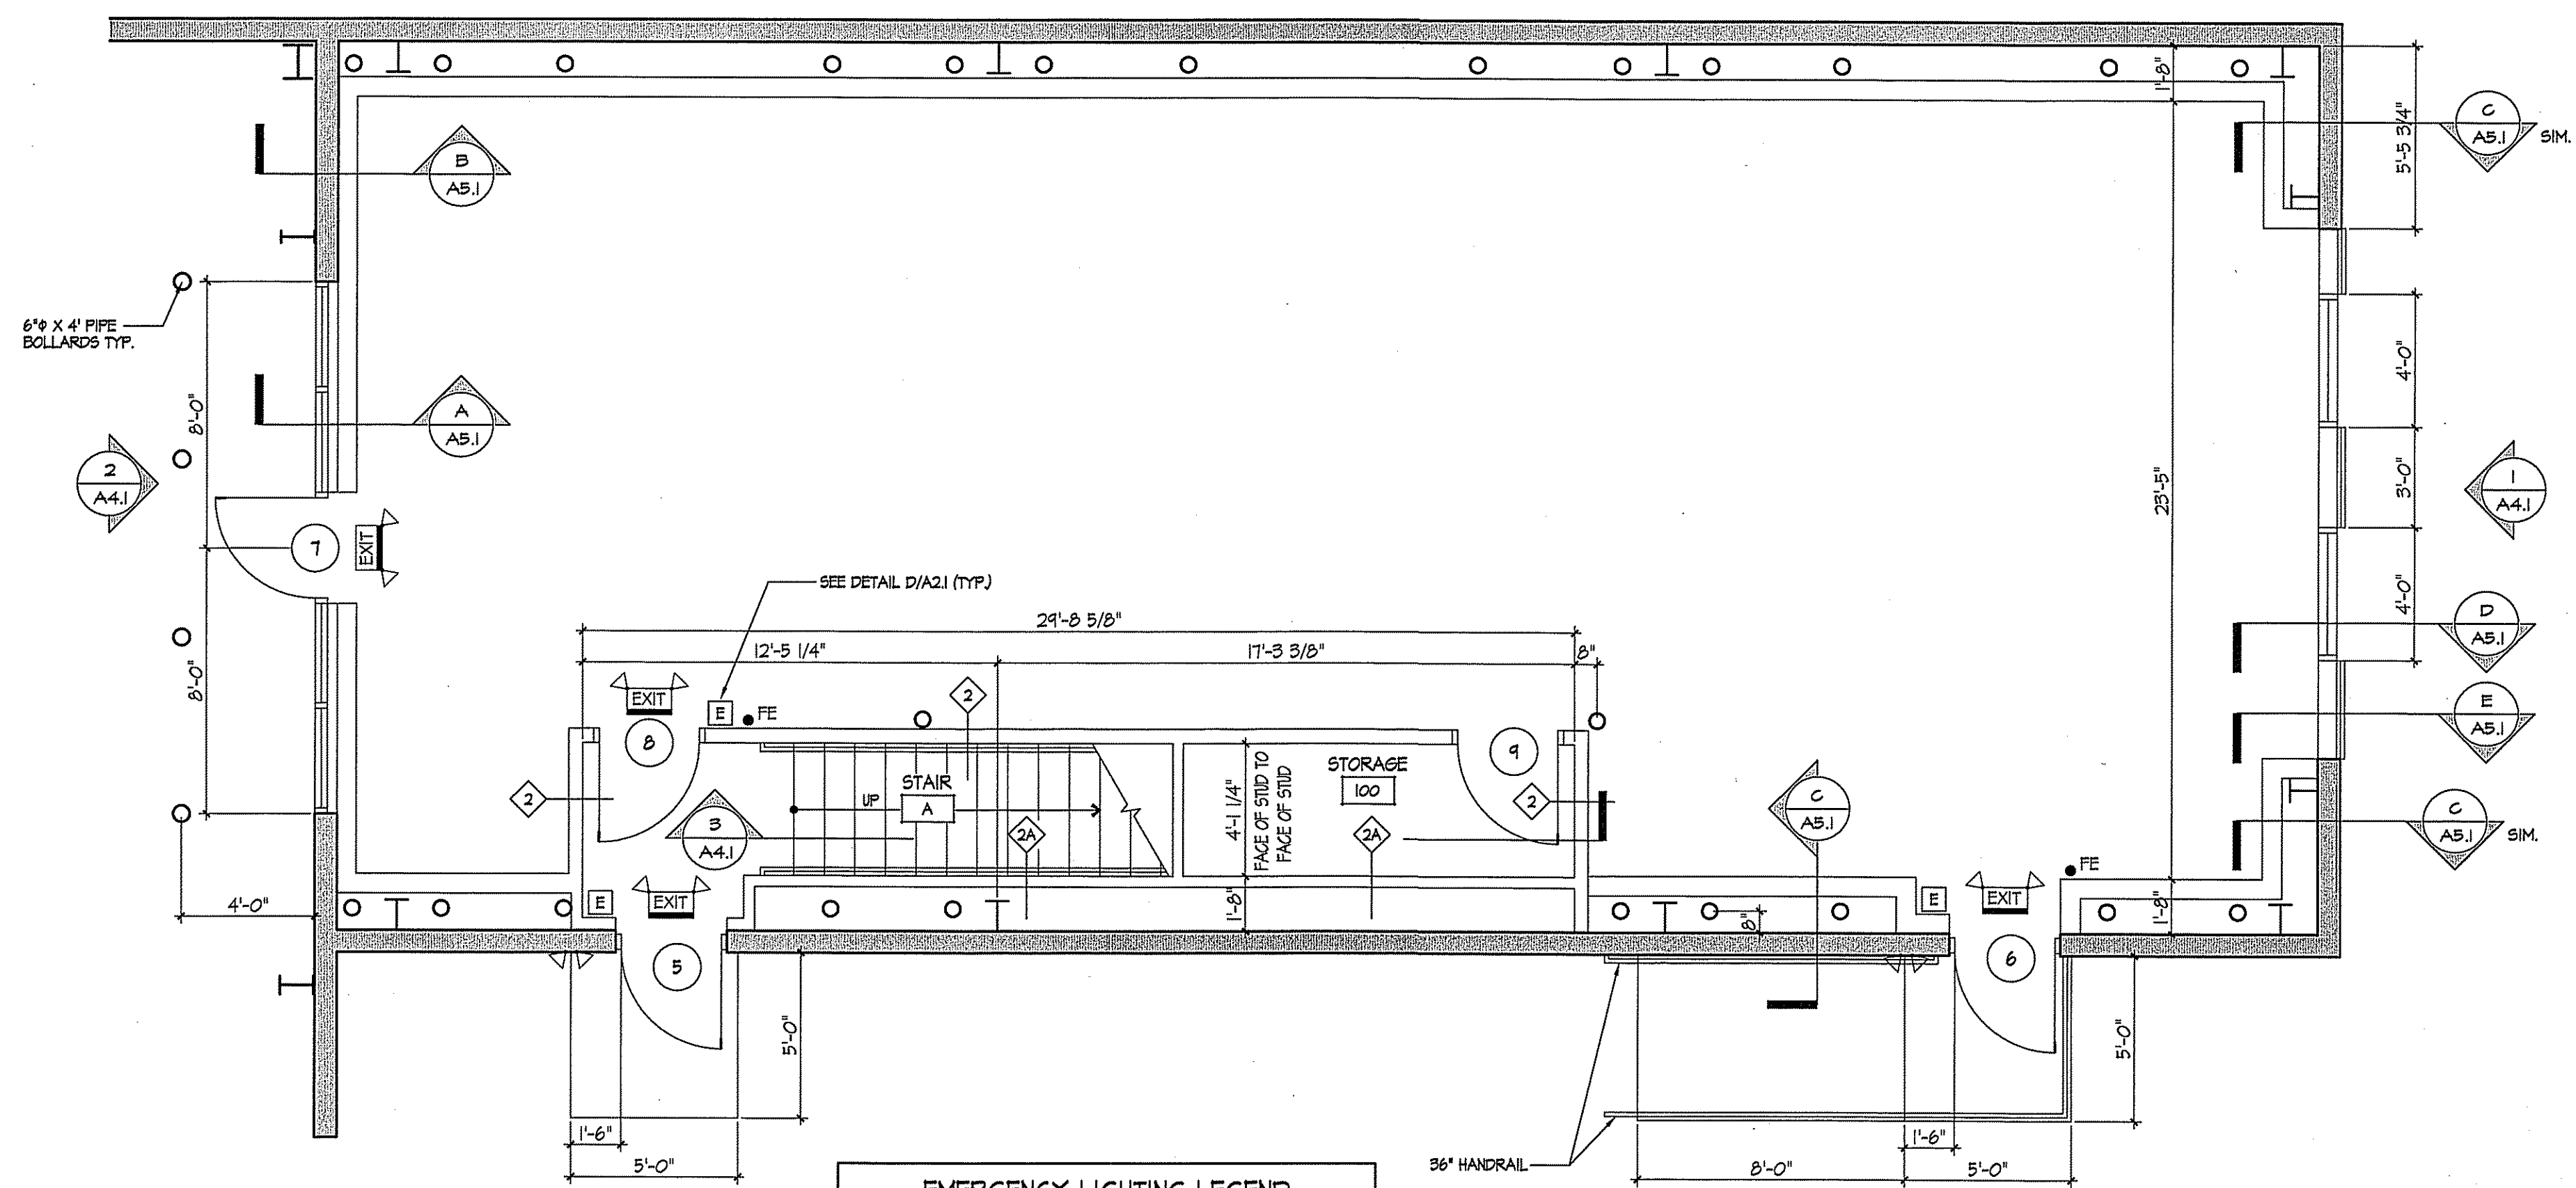 1'-8"
5'-5 3/4"
C
A5.1
SIM.
B
A5.1
6"φ X 4' PIPE
BOLLARDS TYP.
8'-0"
A
A5.1
4'-0"
2
A4.1
EXIT
7
23'-5"
3'-0"
1
A4.1
SEE DETAIL D/A2.1 (TYP.)
4'-0"
D
A5.1
29'-8 5/8"
12'-5 1/4"
17'-3 3/8"
8"
8'-0"
EXIT
E
FE
2
E
A5.1
8
9
STORAGE
100
FACE OF STUD TO
FACE OF STUD
4'-1 1/4"
STAIR
A
UP
2
2
C
A5.1
3
A4.1
2A
2A
C
A5.1
SIM.
FE
4'-0"
E
EXIT
1'-8"
8"
E
EXIT
1'-8"
5
6
5'-0"
5'-0"
1'-6"
5'-0"
36" HANDRAIL
8'-0"
1'-6"
5'-0"
EMERGENCY LIGHTING LEGEND